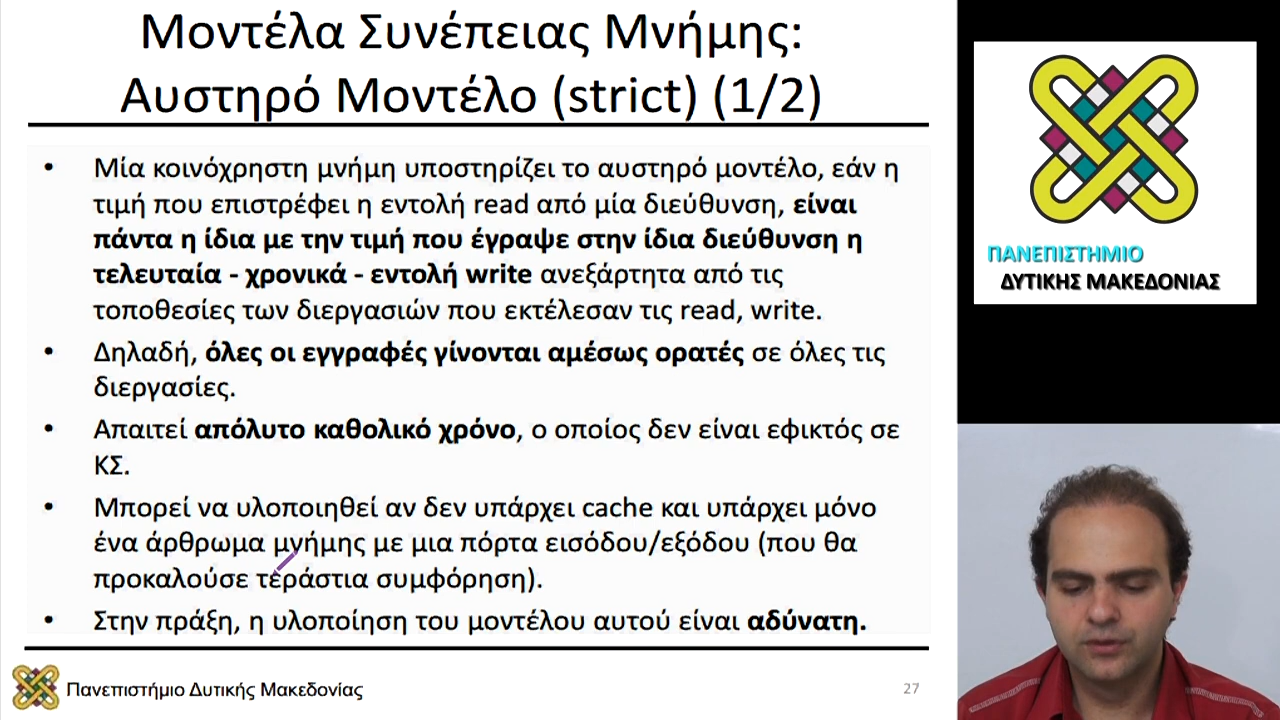 Μοντέλα Συνέπειας Μνήμης:
Αυστηρό Μοντέλο (strict) (1/2)
• Μία κοινόχρηστη μνήμη υποστηρίζει το αυστηρό μοντέλο, εάν η
τιμή που επιστρέφει η εντολή read από μία διεύθυνση, είναι
πάντα η ίδια με την τιμή που έγραψε στην ίδια διεύθυνση η
τελευταία - χρονικά - εντολή write ανεξάρτητα από τις
τοποθεσίες των διεργασιών που εκτέλεσαν τις read, write.
• Δηλαδή, όλες οι εγγραφές γίνονται αμέσως ορατές σε όλες τις
διεργασίες.
• Απαιτεί απόλυτο καθολικό χρόνο, ο οποίος δεν είναι εφικτός σε
ΚΣ.
• Μπορεί να υλοποιηθεί αν δεν υπάρχει cache και υπάρχει μόνο
ένα άρθρωμα μνήμης με μια πόρτα εισόδου/εξόδου (που θα
προκαλούσε τεράστια συμφόρηση).
• Στην πράξη, η υλοποίηση του μοντέλου αυτού είναι αδύνατη.
Πανεπιστήμιο Δυτικής Μακεδονίας
27
ΠΑΝΕΠΙΣΤΗΜΙΟ
ΔΥΤΙΚΗΣ ΜΑΚΕΔΟΝΙΑΣ